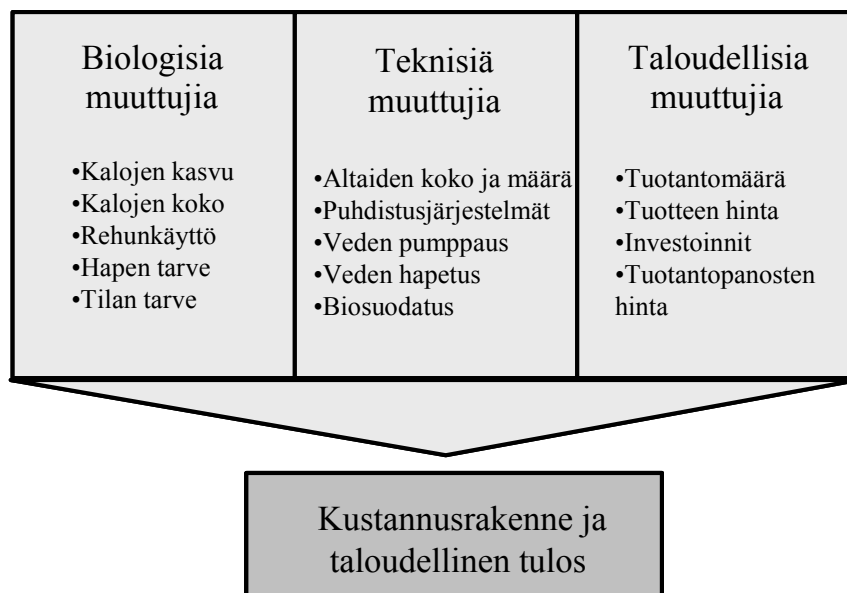 Biologisia
muuttujia
•Kalojen kasvu
•Kalojen koko
•Rehunkäyttö
•Hapen tarve
•Tilan tarve
Teknisiä
muuttujia
•Altaiden koko ja määrä
•Puhdistusjärjestelmät
•Veden pumppaus
•Veden hapetus
•Biosuodatus
Taloudellisia
muuttujia
•Tuotantomäärä
•Tuotteen hinta
•Investoinnit
•Tuotantopanosten
hinta
Kustannusrakenne ja
taloudellinen tulos